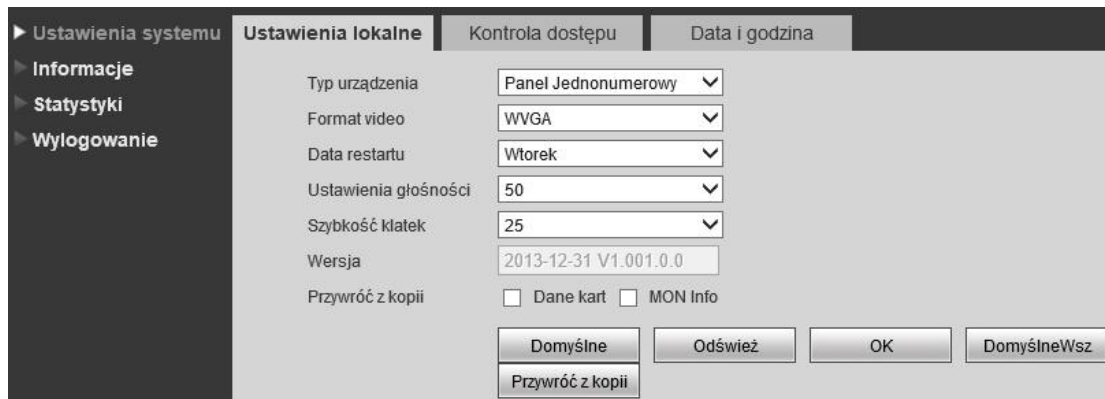 Ustawienia systemu
Informacje
Statystyki
Wylogowanie
Ustawienia lokalne Kontrola dostępu Data i godzina
Typ urządzenia Panel Jednonumerowy
Format video WVGA
Data restartu Wtorek
Ustawienia głośności 50
Szybkość klatek 25
Wersja 2013-12-31 V1.001.0.0
Przywróć z kopii Dane kart MON Info
Domyślne Odśwież OK DomyślneWsz
Przywróć z kopii